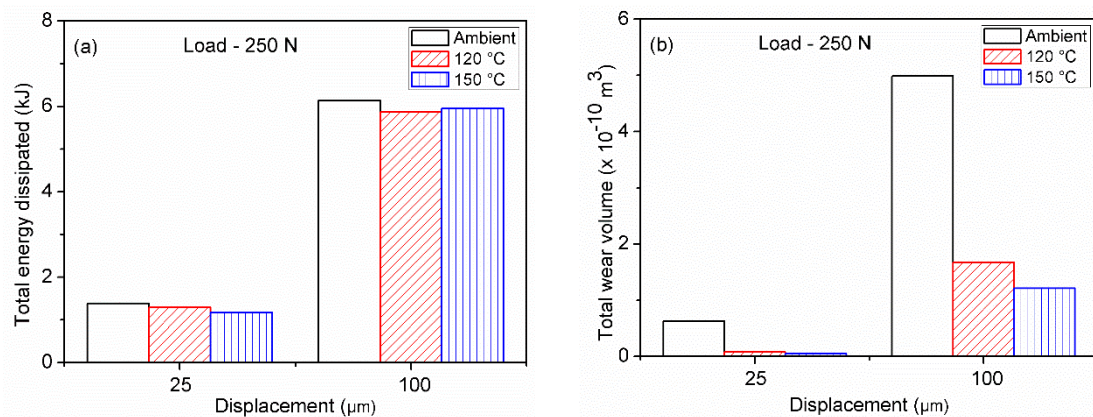 (a)
Load - 250 N
Ambient
120 °C
150 °C
Total energy dissipated (kJ)
8
6
4
2
0
25
100
Displacement (µm)
(b)
Load - 250 N
Ambient
120 °C
150 °C
Total wear volume (x 10⁻¹⁰ m³)
6
4
2
0
25
100
Displacement (µm)